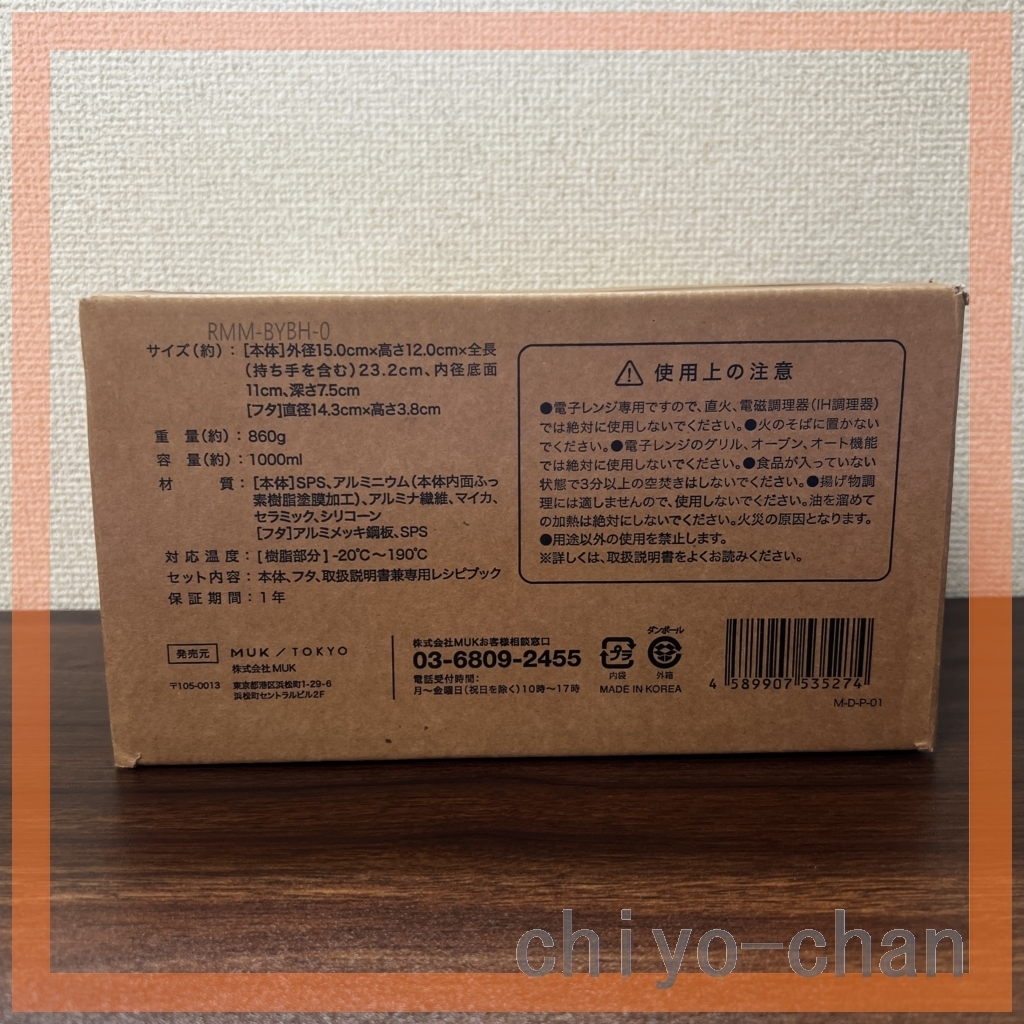 RMM-BYBH-0
サイズ(約):[本体]外径15.0cm×高さ12.0cm×全長
(持ち手を含む)23.2cm、内径底面
11cm、深さ7.5cm
[フタ]直径14.3cm×高さ3.8cm
重 量(約):860g
容 量(約):1000ml
材 質:[本体]SPS、アルミニウム(本体内面ふっ
素樹脂塗膜加工)、アルミナ繊維、マイカ、
セラミック、シリコーン
[フタ]アルミメッキ鋼板、SPS
対応温度:[樹脂部分]-20℃～190℃
セット内容:本体、フタ、取扱説明書兼専用レシピブック
保証期間:1年
⚠使用上の注意
●電子レンジ専用ですので、直火、電磁調理器(IH調理器)
では絶対に使用しないでください。●火のそばに置かない
でください。●電子レンジのグリル、オーブン、オート機能
では絶対に使用しないでください。●食品が入っていない
状態で3分以上の空焚きはしないでください。●揚げ物調
理には適しませんので、使用しないでください。油を溜めて
の加熱は絶対にしないでください。火災の原因となります。
●用途以外の使用を禁止します。
※詳しくは、取扱説明書をよくお読みください。
発売元 MUK/TOKYO
株式会社MUK
〒105-0013 東京都港区浜松町1-29-6
浜松町セントラルビル2F
株式会社MUKお客様相談窓口
03-6809-2455
電話受付時間:
月～金曜日(祝日を除く)10時～17時
プラ
内袋
ダンボール
外箱
MADE IN KOREA
4 589907 535274
M-D-P-01
chiyo-chan